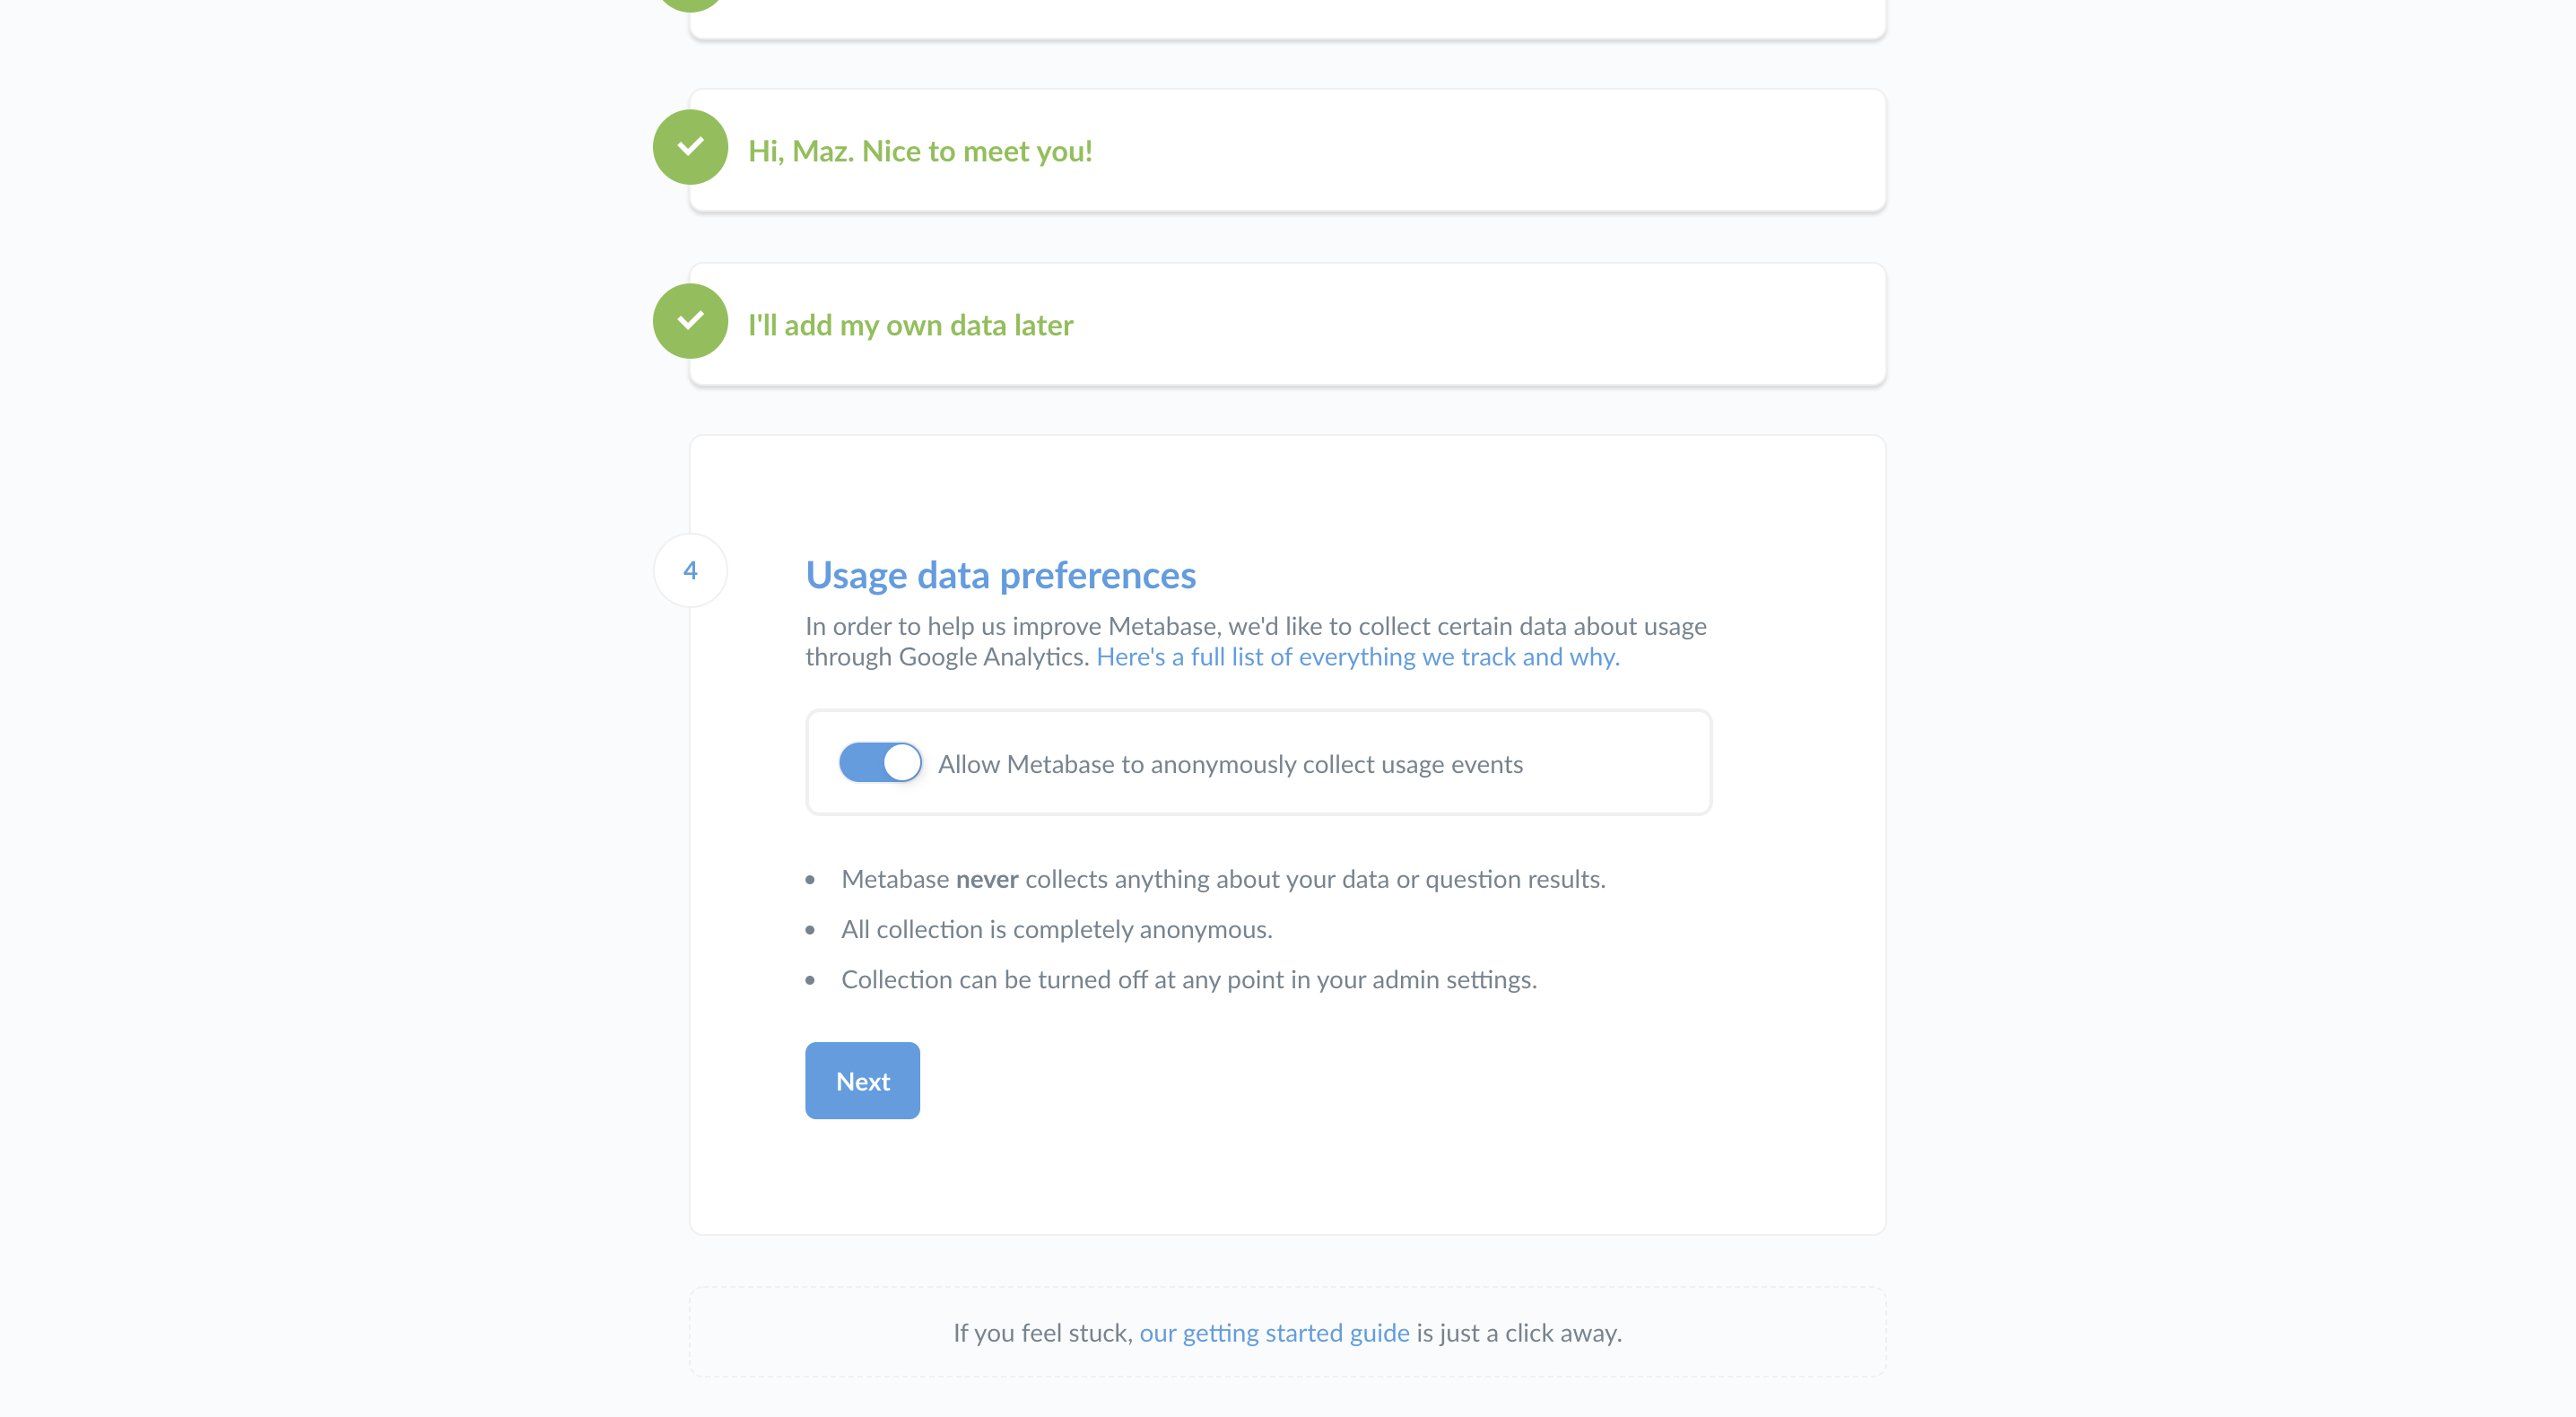 Hi, Maz. Nice to meet you!
I'll add my own data later
4
Usage data preferences
In order to help us improve Metabase, we'd like to collect certain data about usage
through Google Analytics. Here's a full list of everything we track and why.
Allow Metabase to anonymously collect usage events
• Metabase never collects anything about your data or question results.
• All collection is completely anonymous.
• Collection can be turned off at any point in your admin settings.
Next
If you feel stuck, our getting started guide is just a click away.